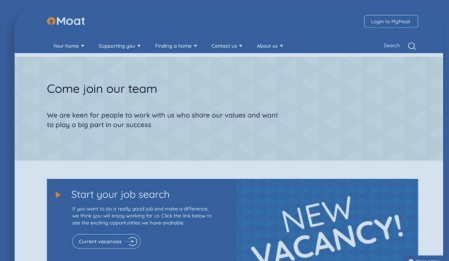 Moat
Login to MyMoat
Your home
Supporting you
Finding a home
Contact us
About us
Search
Come join our team
We are keen for people to work with us who share our values and want
to play a big part in our success
Start your job search
If you want to do a really good job and make a difference,
we think you will enjoy working for us. Click the link below to
see the exciting opportunities we have available.
Current vacancies
NEW
VACANCY!